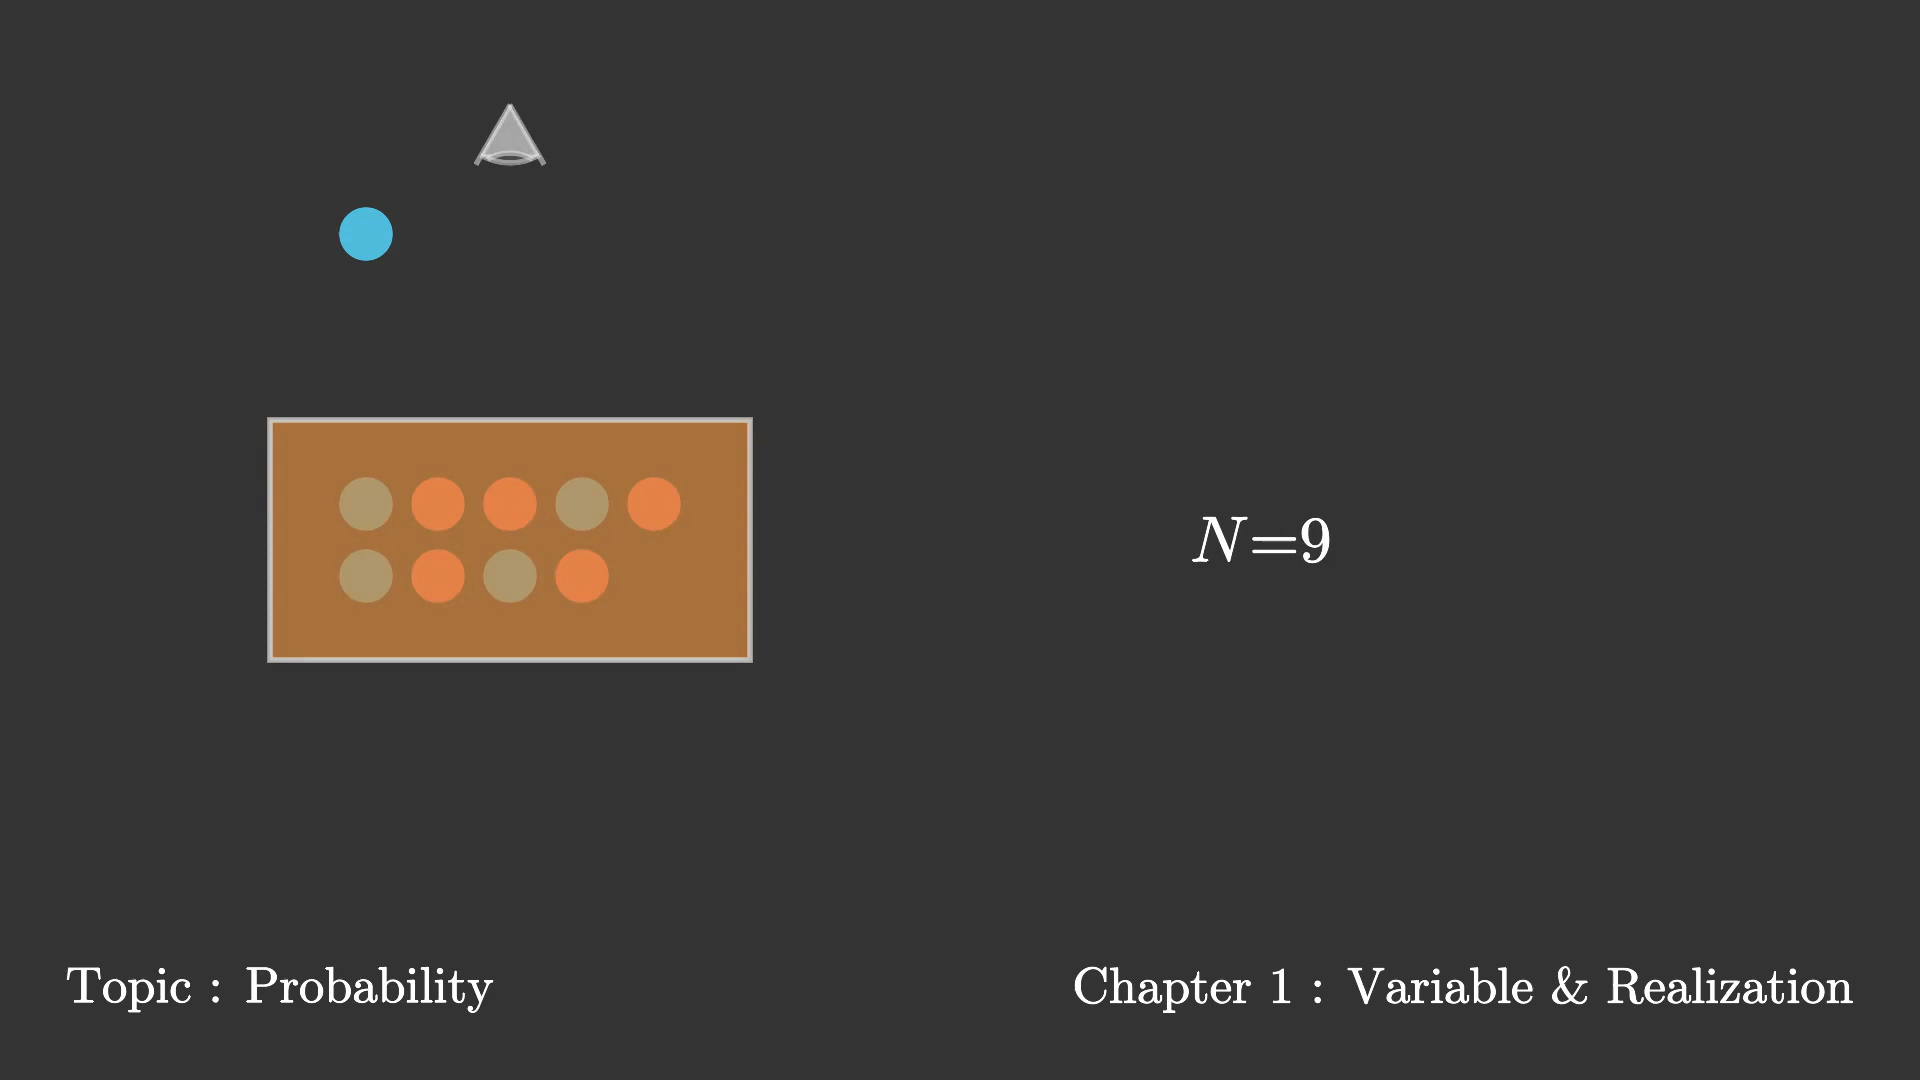 N=9
Topic : Probability
Chapter 1 : Variable & Realization